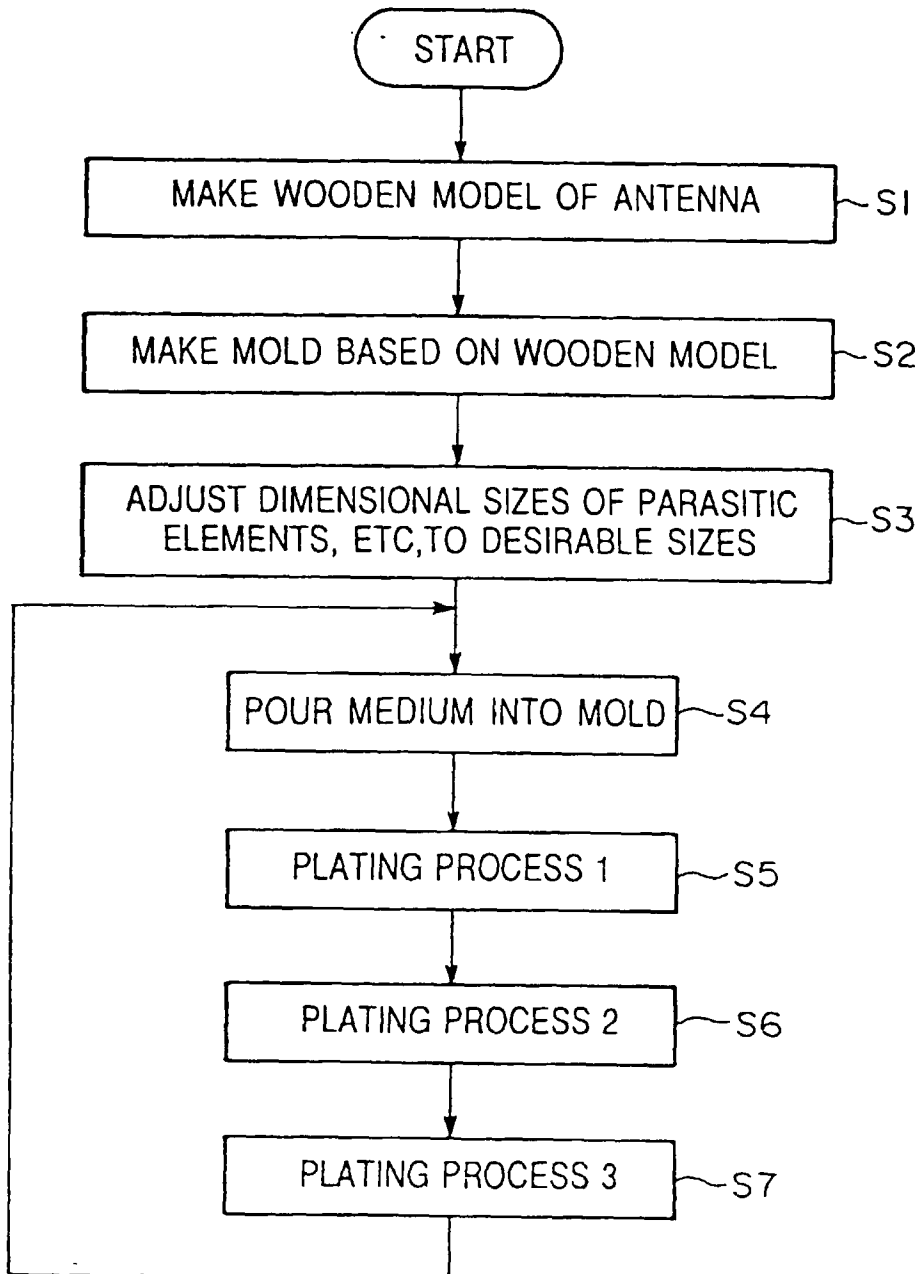 START
MAKE WOODEN MODEL OF ANTENNA
S1
MAKE MOLD BASED ON WOODEN MODEL
S2
ADJUST DIMENSIONAL SIZES OF PARASITIC
ELEMENTS, ETC,TO DESIRABLE SIZES
S3
POUR MEDIUM INTO MOLD
S4
PLATING PROCESS 1
S5
PLATING PROCESS 2
S6
PLATING PROCESS 3
S7